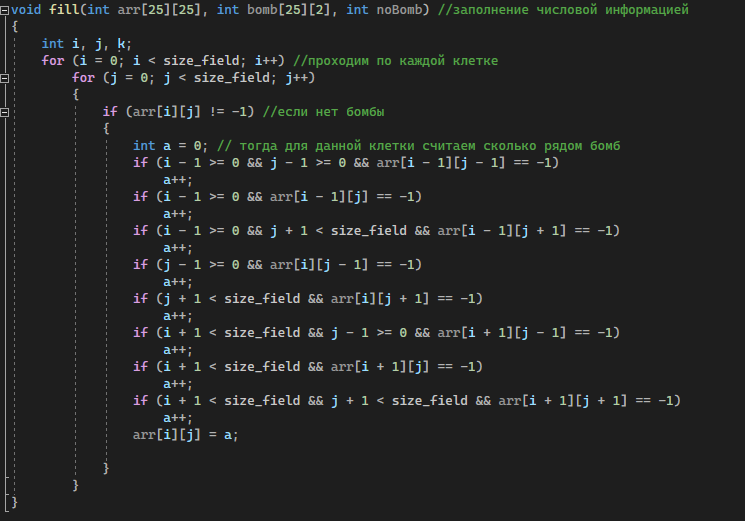 void fill(int arr[25][25], int bomb[25][2], int noBomb) //заполнение числовой информацией
{
    int i, j, k;
    for (i = 0; i < size_field; i++) //проходим по каждой клетке
        for (j = 0; j < size_field; j++)
        {
            if (arr[i][j] != -1) //если нет бомбы
            {
                int a = 0; // тогда для данной клетки считаем сколько рядом бомб
                if (i - 1 >= 0 && j - 1 >= 0 && arr[i - 1][j - 1] == -1)
                    a++;
                if (i - 1 >= 0 && arr[i - 1][j] == -1)
                    a++;
                if (i - 1 >= 0 && j + 1 < size_field && arr[i - 1][j + 1] == -1)
                    a++;
                if (j - 1 >= 0 && arr[i][j - 1] == -1)
                    a++;
                if (j + 1 < size_field && arr[i][j + 1] == -1)
                    a++;
                if (i + 1 < size_field && j - 1 >= 0 && arr[i + 1][j - 1] == -1)
                    a++;
                if (i + 1 < size_field && arr[i + 1][j] == -1)
                    a++;
                if (i + 1 < size_field && j + 1 < size_field && arr[i + 1][j + 1] == -1)
                    a++;
                arr[i][j] = a;
            }
        }
}